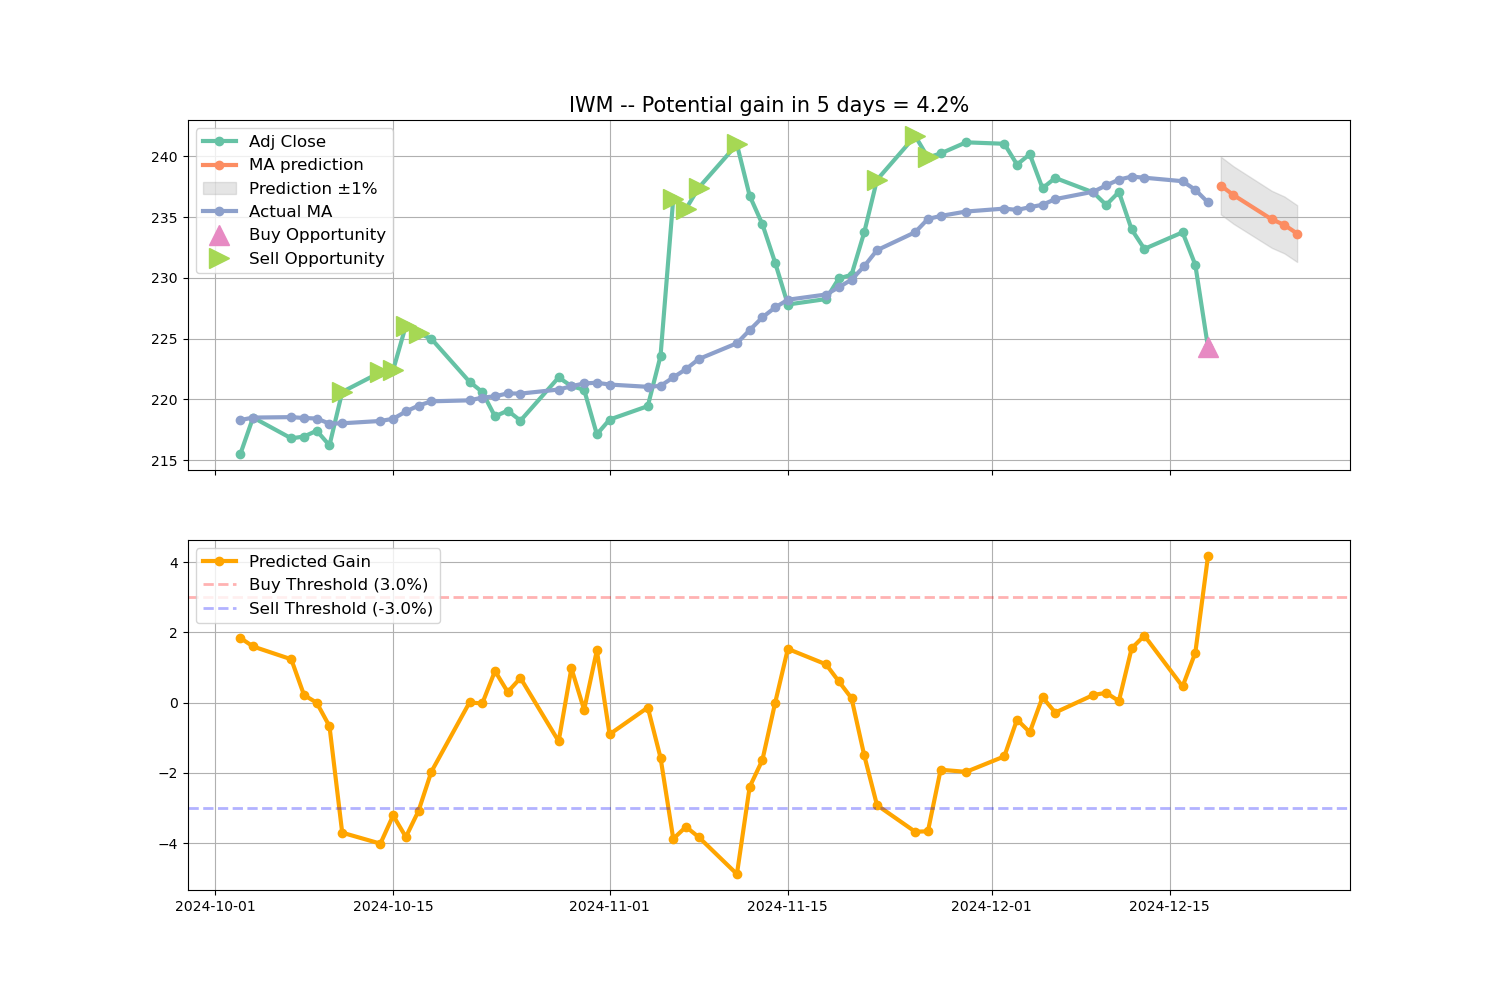 IWM -- Potential gain in 5 days = 4.2%
Adj Close
MA prediction
Prediction ±1%
Actual MA
Buy Opportunity
Sell Opportunity
240
235
230
225
220
215
Predicted Gain
Buy Threshold (3.0%)
Sell Threshold (-3.0%)
4
2
0
−2
−4
2024-10-01 2024-10-15 2024-11-01 2024-11-15 2024-12-01 2024-12-15